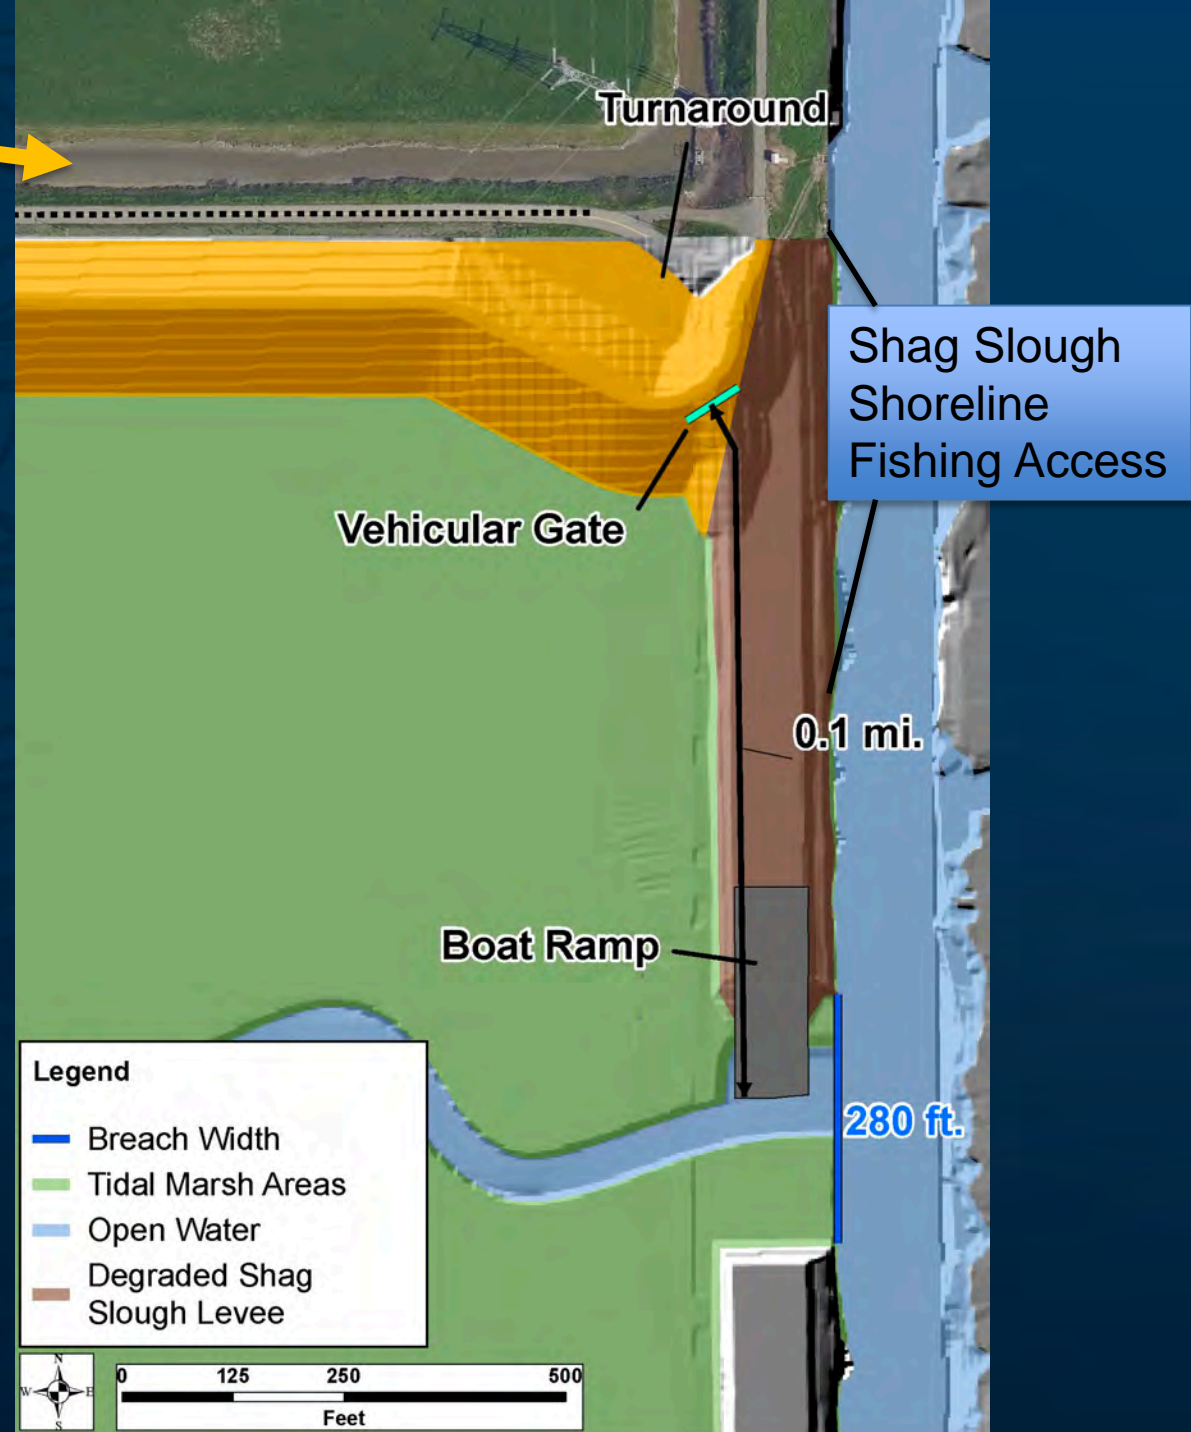 Turnaround
Shag Slough
Shoreline
Fishing Access
Vehicular Gate
0.1 mi.
Boat Ramp
280 ft.
Legend
Breach Width
Tidal Marsh Areas
Open Water
Degraded Shag
Slough Levee
N
W E
S
0 125 250 500
Feet